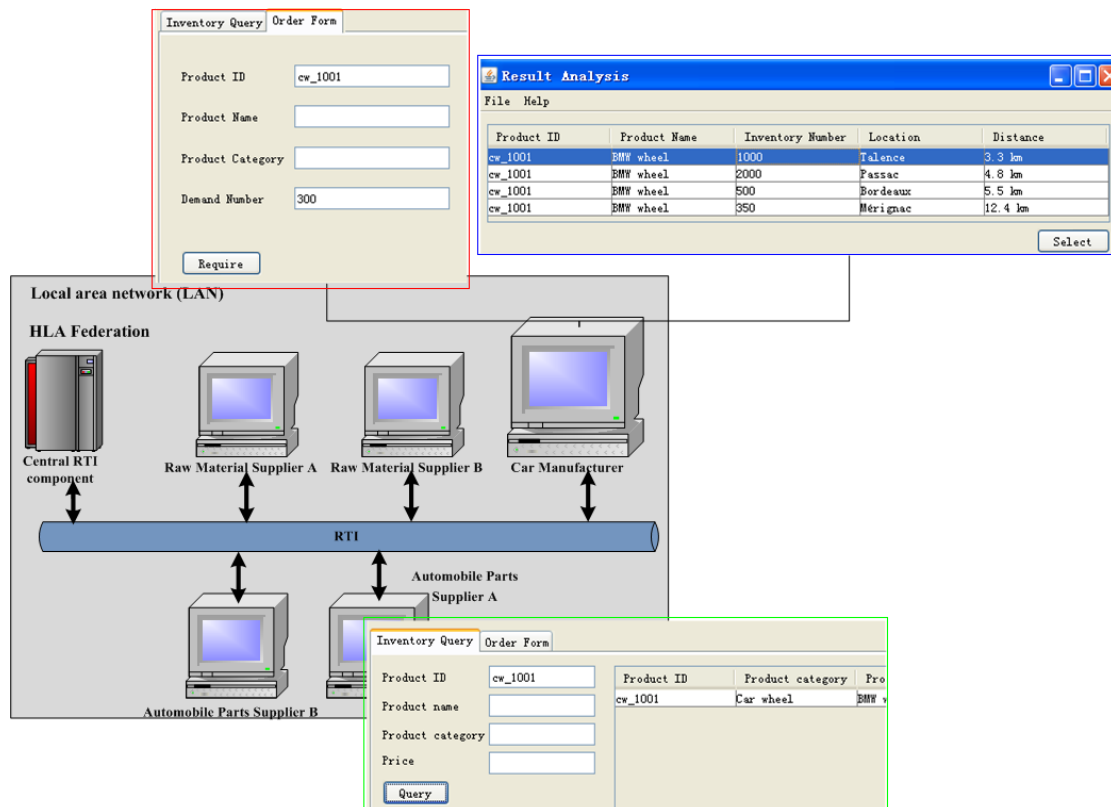 Inventory Query Order Form
Product ID cw_1001
Product Name
Product Category
Demand Number 300
Require
Result Analysis
File Help
Product ID Product Name Inventory Number Location Distance
cw_1001 BMW wheel 1000 Talence 3.3 km
cw_1001 BMW wheel 2000 Passac 4.8 km
cw_1001 BMW wheel 500 Bordeaux 5.5 km
cw_1001 BMW wheel 350 Mérignac 12.4 km
Select
Local area network (LAN)
HLA Federation
Central RTI
component
Raw Material Supplier A
Raw Material Supplier B
Car Manufacturer
RTI
Automobile Parts
Supplier A
Automobile Parts Supplier B
Inventory Query Order Form
Product ID cw_1001
Product name
Product category
Price
Query
Product ID Product category Pro
cw_1001 Car wheel BMW w